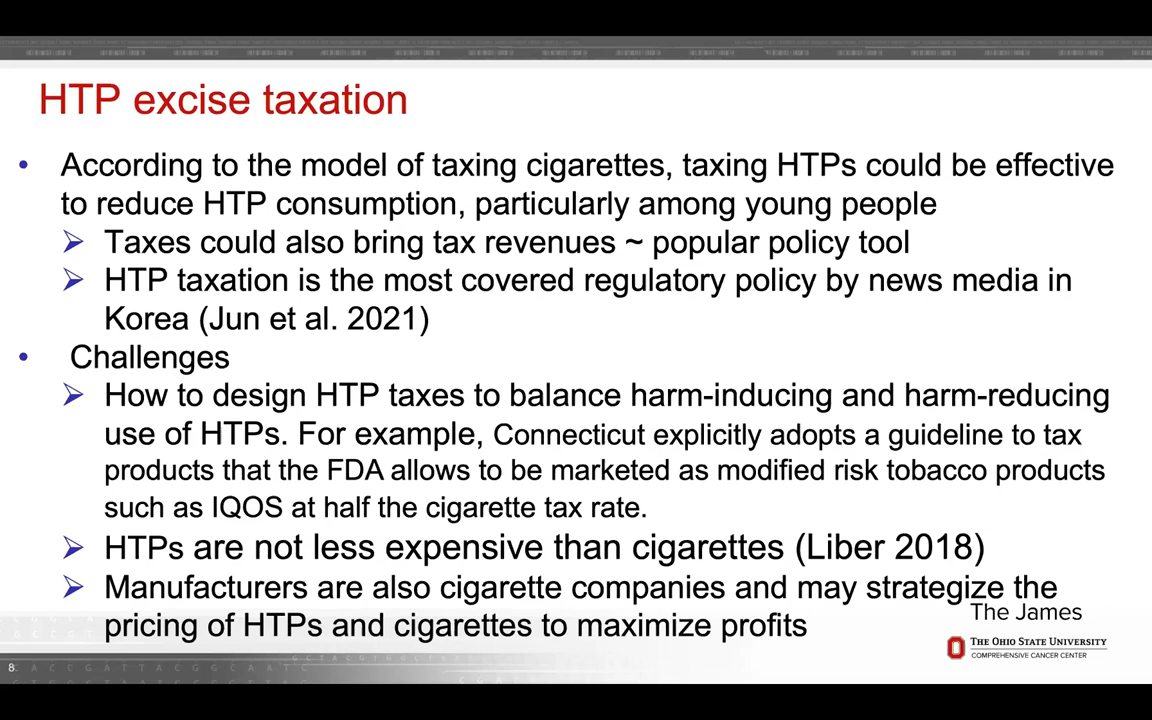 HTP excise taxation
• According to the model of taxing cigarettes, taxing HTPs could be effective
to reduce HTP consumption, particularly among young people
➢ Taxes could also bring tax revenues ~ popular policy tool
➢ HTP taxation is the most covered regulatory policy by news media in
Korea (Jun et al. 2021)
• Challenges
➢ How to design HTP taxes to balance harm-inducing and harm-reducing
use of HTPs. For example, Connecticut explicitly adopts a guideline to tax
products that the FDA allows to be marketed as modified risk tobacco products
such as IQOS at half the cigarette tax rate.
➢ HTPs are not less expensive than cigarettes (Liber 2018)
➢ Manufacturers are also cigarette companies and may strategize the
pricing of HTPs and cigarettes to maximize profits
The James
THE OHIO STATE UNIVERSITY
COMPREHENSIVE CANCER CENTER
8